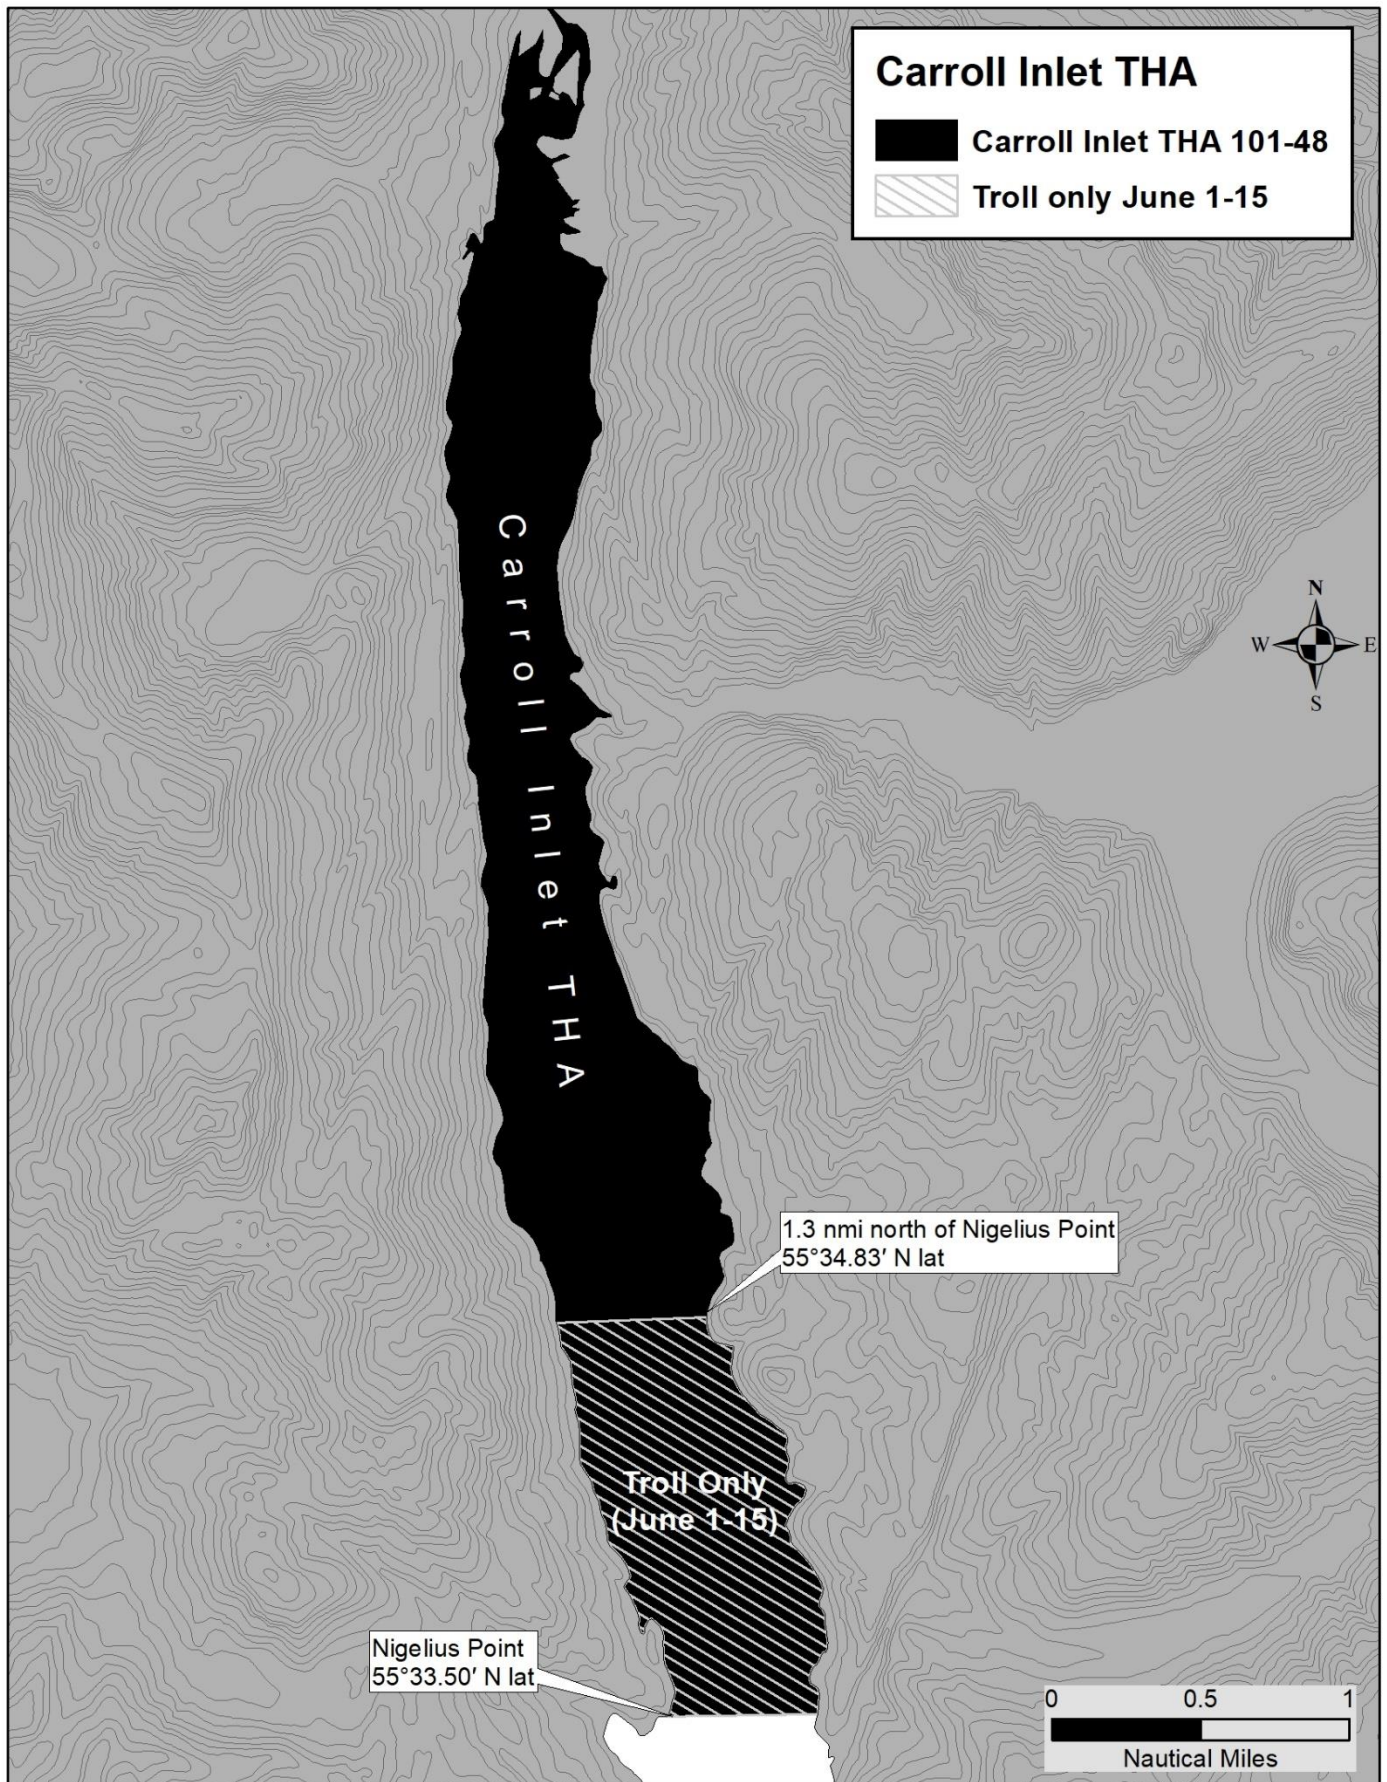 Carroll Inlet THA
Carroll Inlet THA 101-48
Troll only June 1-15
Carroll Inlet THA
N
W E
S
1.3 nmi north of Nigelius Point
55°34.83' N lat
Troll Only
(June 1-15)
Nigelius Point
55°33.50' N lat
0 0.5 1
Nautical Miles